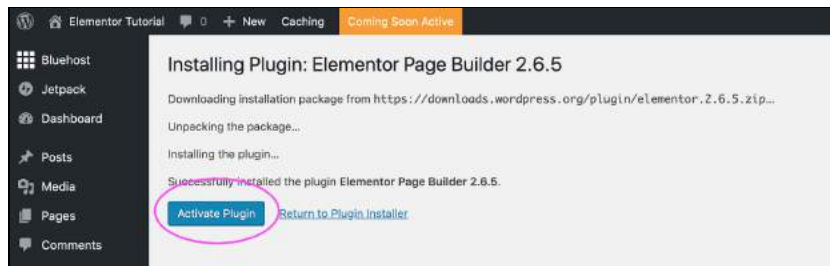 Elementor Tutorial 0 + New Caching Coming Soon Active
Bluehost
Jetpack
Dashboard
Posts
Media
Pages
Comments
Installing Plugin: Elementor Page Builder 2.6.5
Downloading installation package from https://downloads.wordpress.org/plugin/elementor.2.6.5.zip…
Unpacking the package…
Installing the plugin…
Successfully installed the plugin Elementor Page Builder 2.6.5.
Activate Plugin Return to Plugin Installer